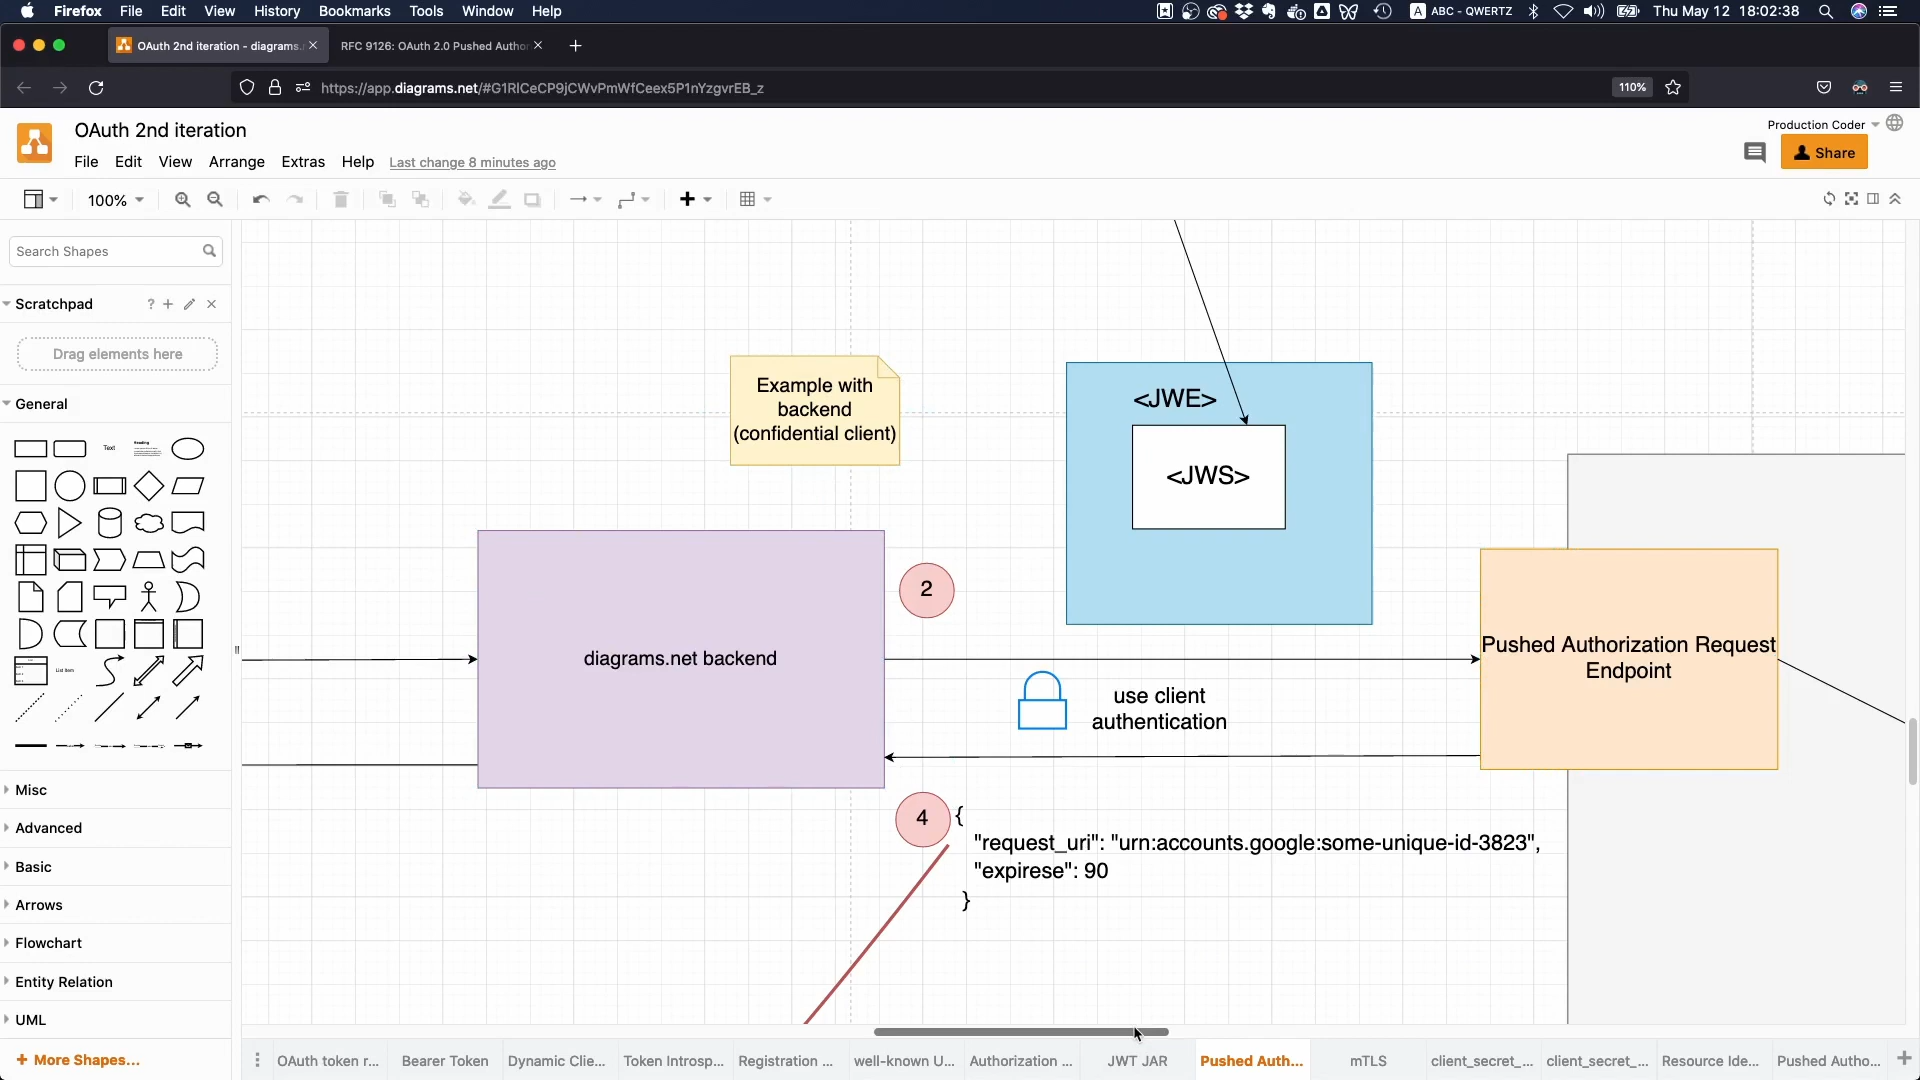 Firefox File Edit View History Bookmarks Tools Window Help
ABC - QWERTZ Thu May 12 18:02:38
OAuth 2nd iteration - diagrams.
RFC 9126: OAuth 2.0 Pushed Author
https://app.diagrams.net/#G1RlCeCP9jCWvPmWfCeex5P1nYzgvrEB_z
110%
OAuth 2nd iteration
Production Coder
File Edit View Arrange Extras Help Last change 8 minutes ago
Share
100%
Search Shapes
Scratchpad
?
Drag elements here
General
Text
Heading
List Item
Misc
Advanced
Basic
Arrows
Flowchart
Entity Relation
UML
+ More Shapes...
Example with
backend
(confidential client)
<JWE>
<JWS>
2
diagrams.net backend
Pushed Authorization Request
Endpoint
use client
authentication
4
{
"request_uri": "urn:accounts.google:some-unique-id-3823",
"expirese": 90
}
OAuth token r... Bearer Token Dynamic Clie... Token Introsp... Registration ... well-known U... Authorization ... JWT JAR Pushed Auth... mTLS client_secret_... client_secret_... Resource Ide... Pushed Autho...